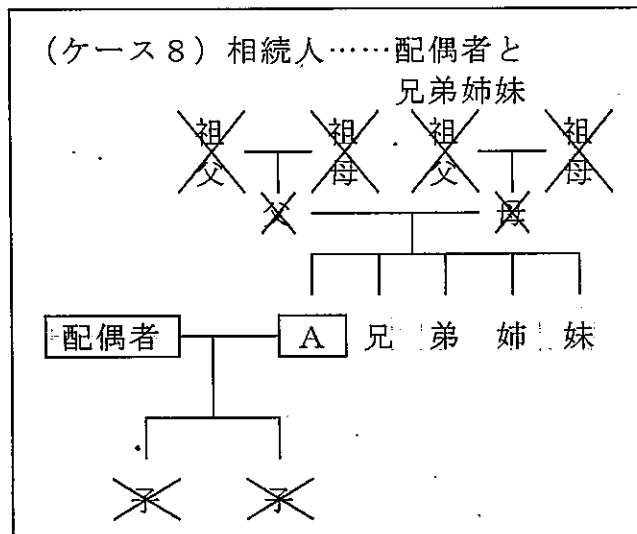 (ケース8) 相続人……配偶者と
兄弟姉妹
祖父 祖母 祖父 祖母
父 母
配偶者 A 兄 弟 姉 妹
子 子